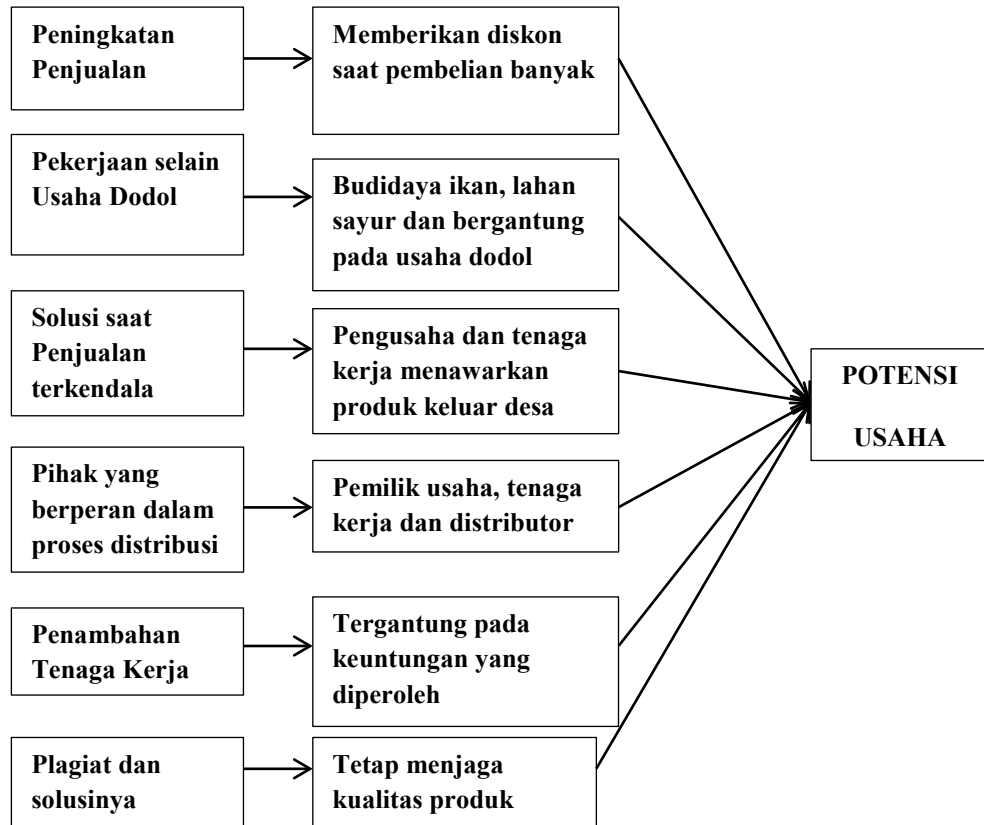 Peningkatan
Penjualan
Memberikan diskon
saat pembelian banyak
Pekerjaan selain
Usaha Dodol
Budidaya ikan, lahan
sayur dan bergantung
pada usaha dodol
Solusi saat
Penjualan
terkendala
Pengusaha dan tenaga
kerja menawarkan
produk keluar desa
Pihak yang
berperan dalam
proses distribusi
Pemilik usaha, tenaga
kerja dan distributor
Penambahan
Tenaga Kerja
Tergantung pada
keuntungan yang
diperoleh
Plagiat dan
solusinya
Tetap menjaga
kualitas produk
POTENSI
USAHA